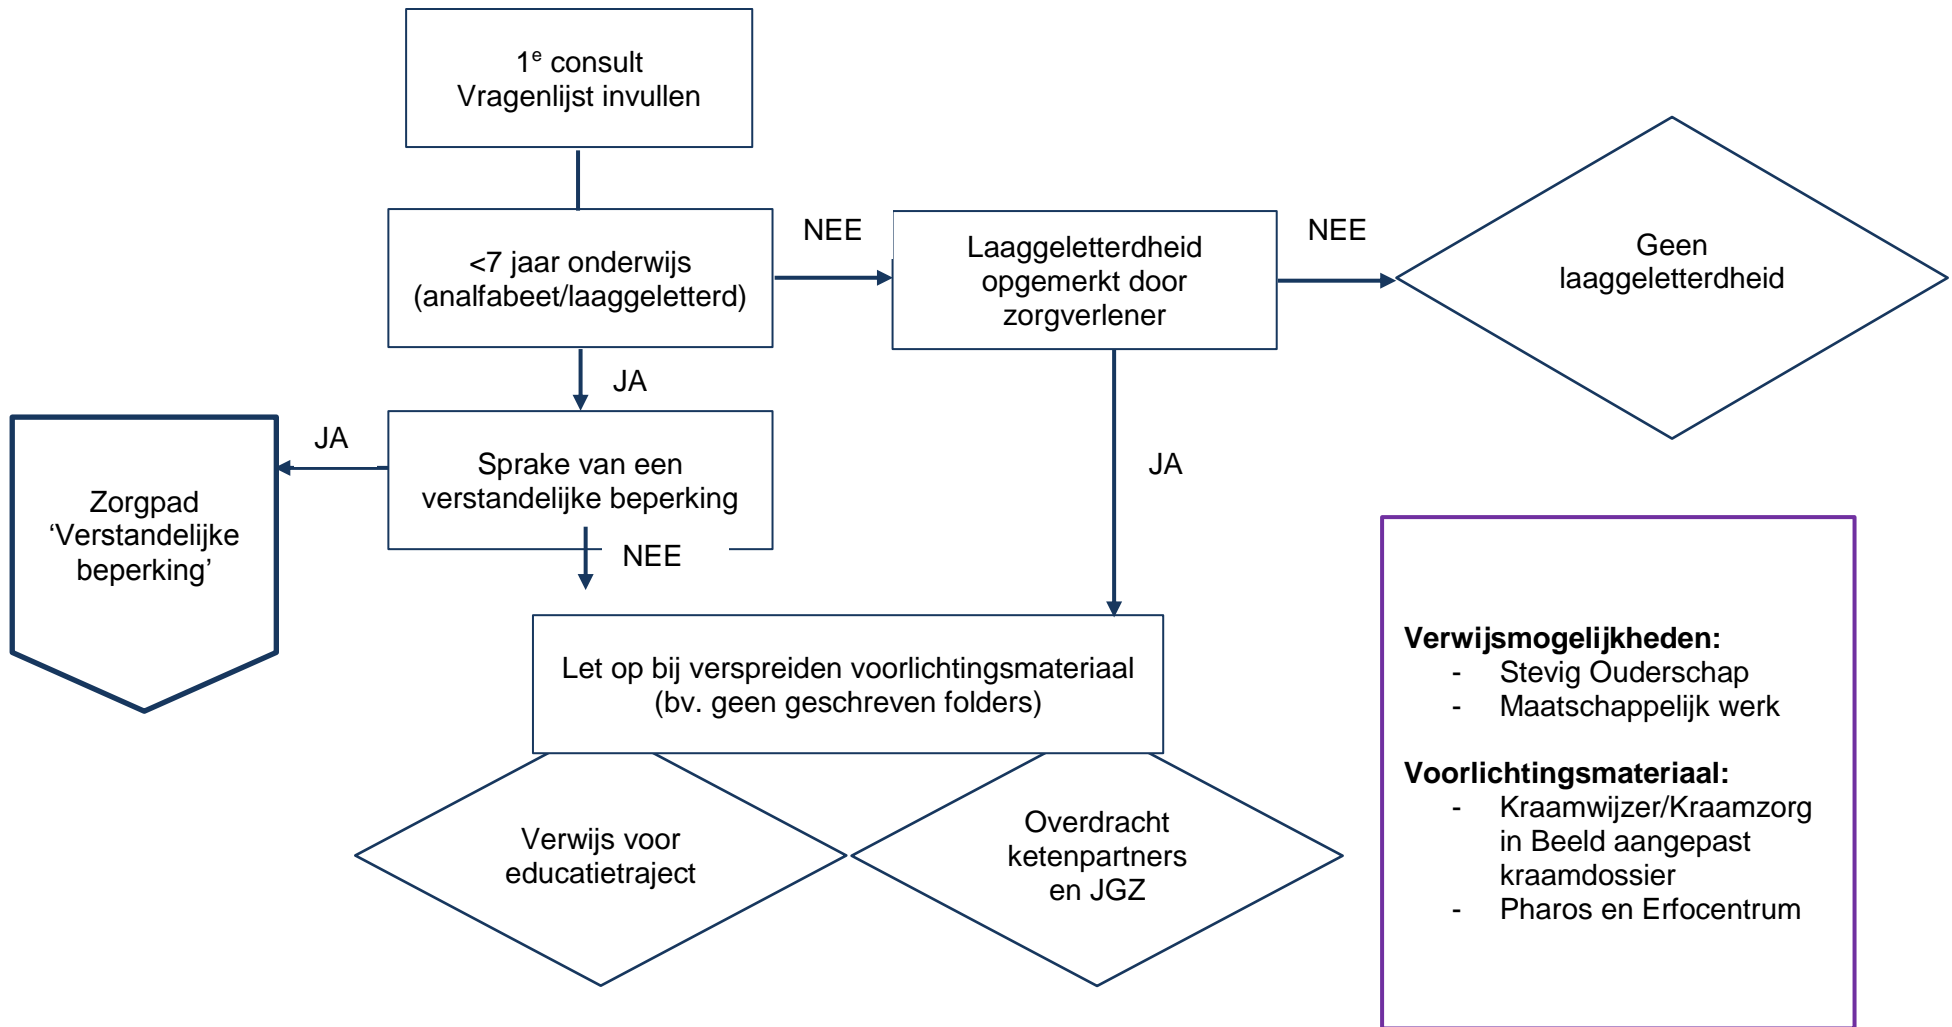 1e consult
Vragenlijst invullen
<7 jaar onderwijs
(analfabeet/laaggeletterd)
NEE
Laaggeletterdheid
opgemerkt door
zorgverlener
NEE
Geen
laaggeletterdheid
JA
JA
Sprake van een
verstandelijke beperking
JA
Zorgpad
‘Verstandelijke
beperking’
NEE
Let op bij verspreiden voorlichtingsmateriaal
(bv. geen geschreven folders)
Verwijs voor
educatietraject
Overdracht
ketenpartners
en JGZ
Verwijsmogelijkheden:
- Stevig Ouderschap
- Maatschappelijk werk
Voorlichtingsmateriaal:
- Kraamwijzer/Kraamzorg
in Beeld aangepast
kraamdossier
- Pharos en Erfocentrum